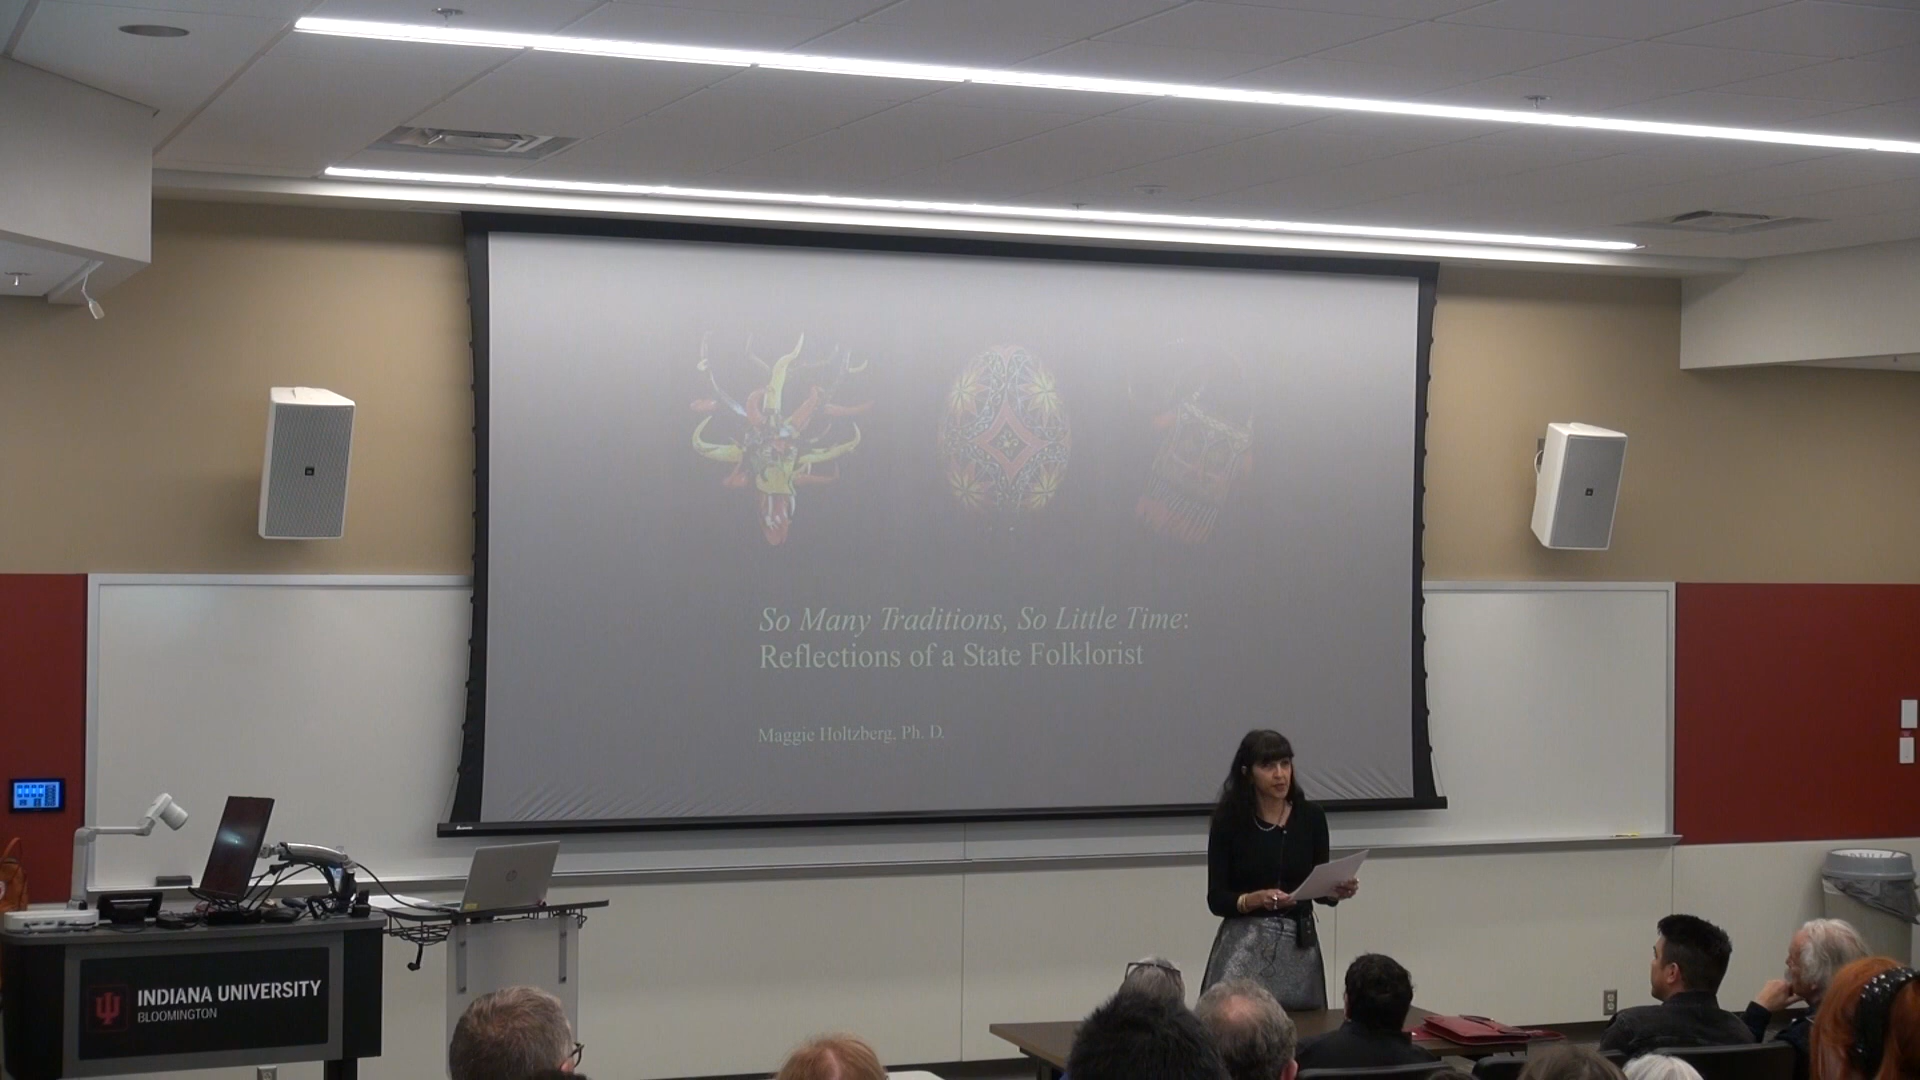 So Many Traditions, So Little Time:
Reflections of a State Folklorist
Maggie Holtzberg, Ph. D.
INDIANA UNIVERSITY
BLOOMINGTON